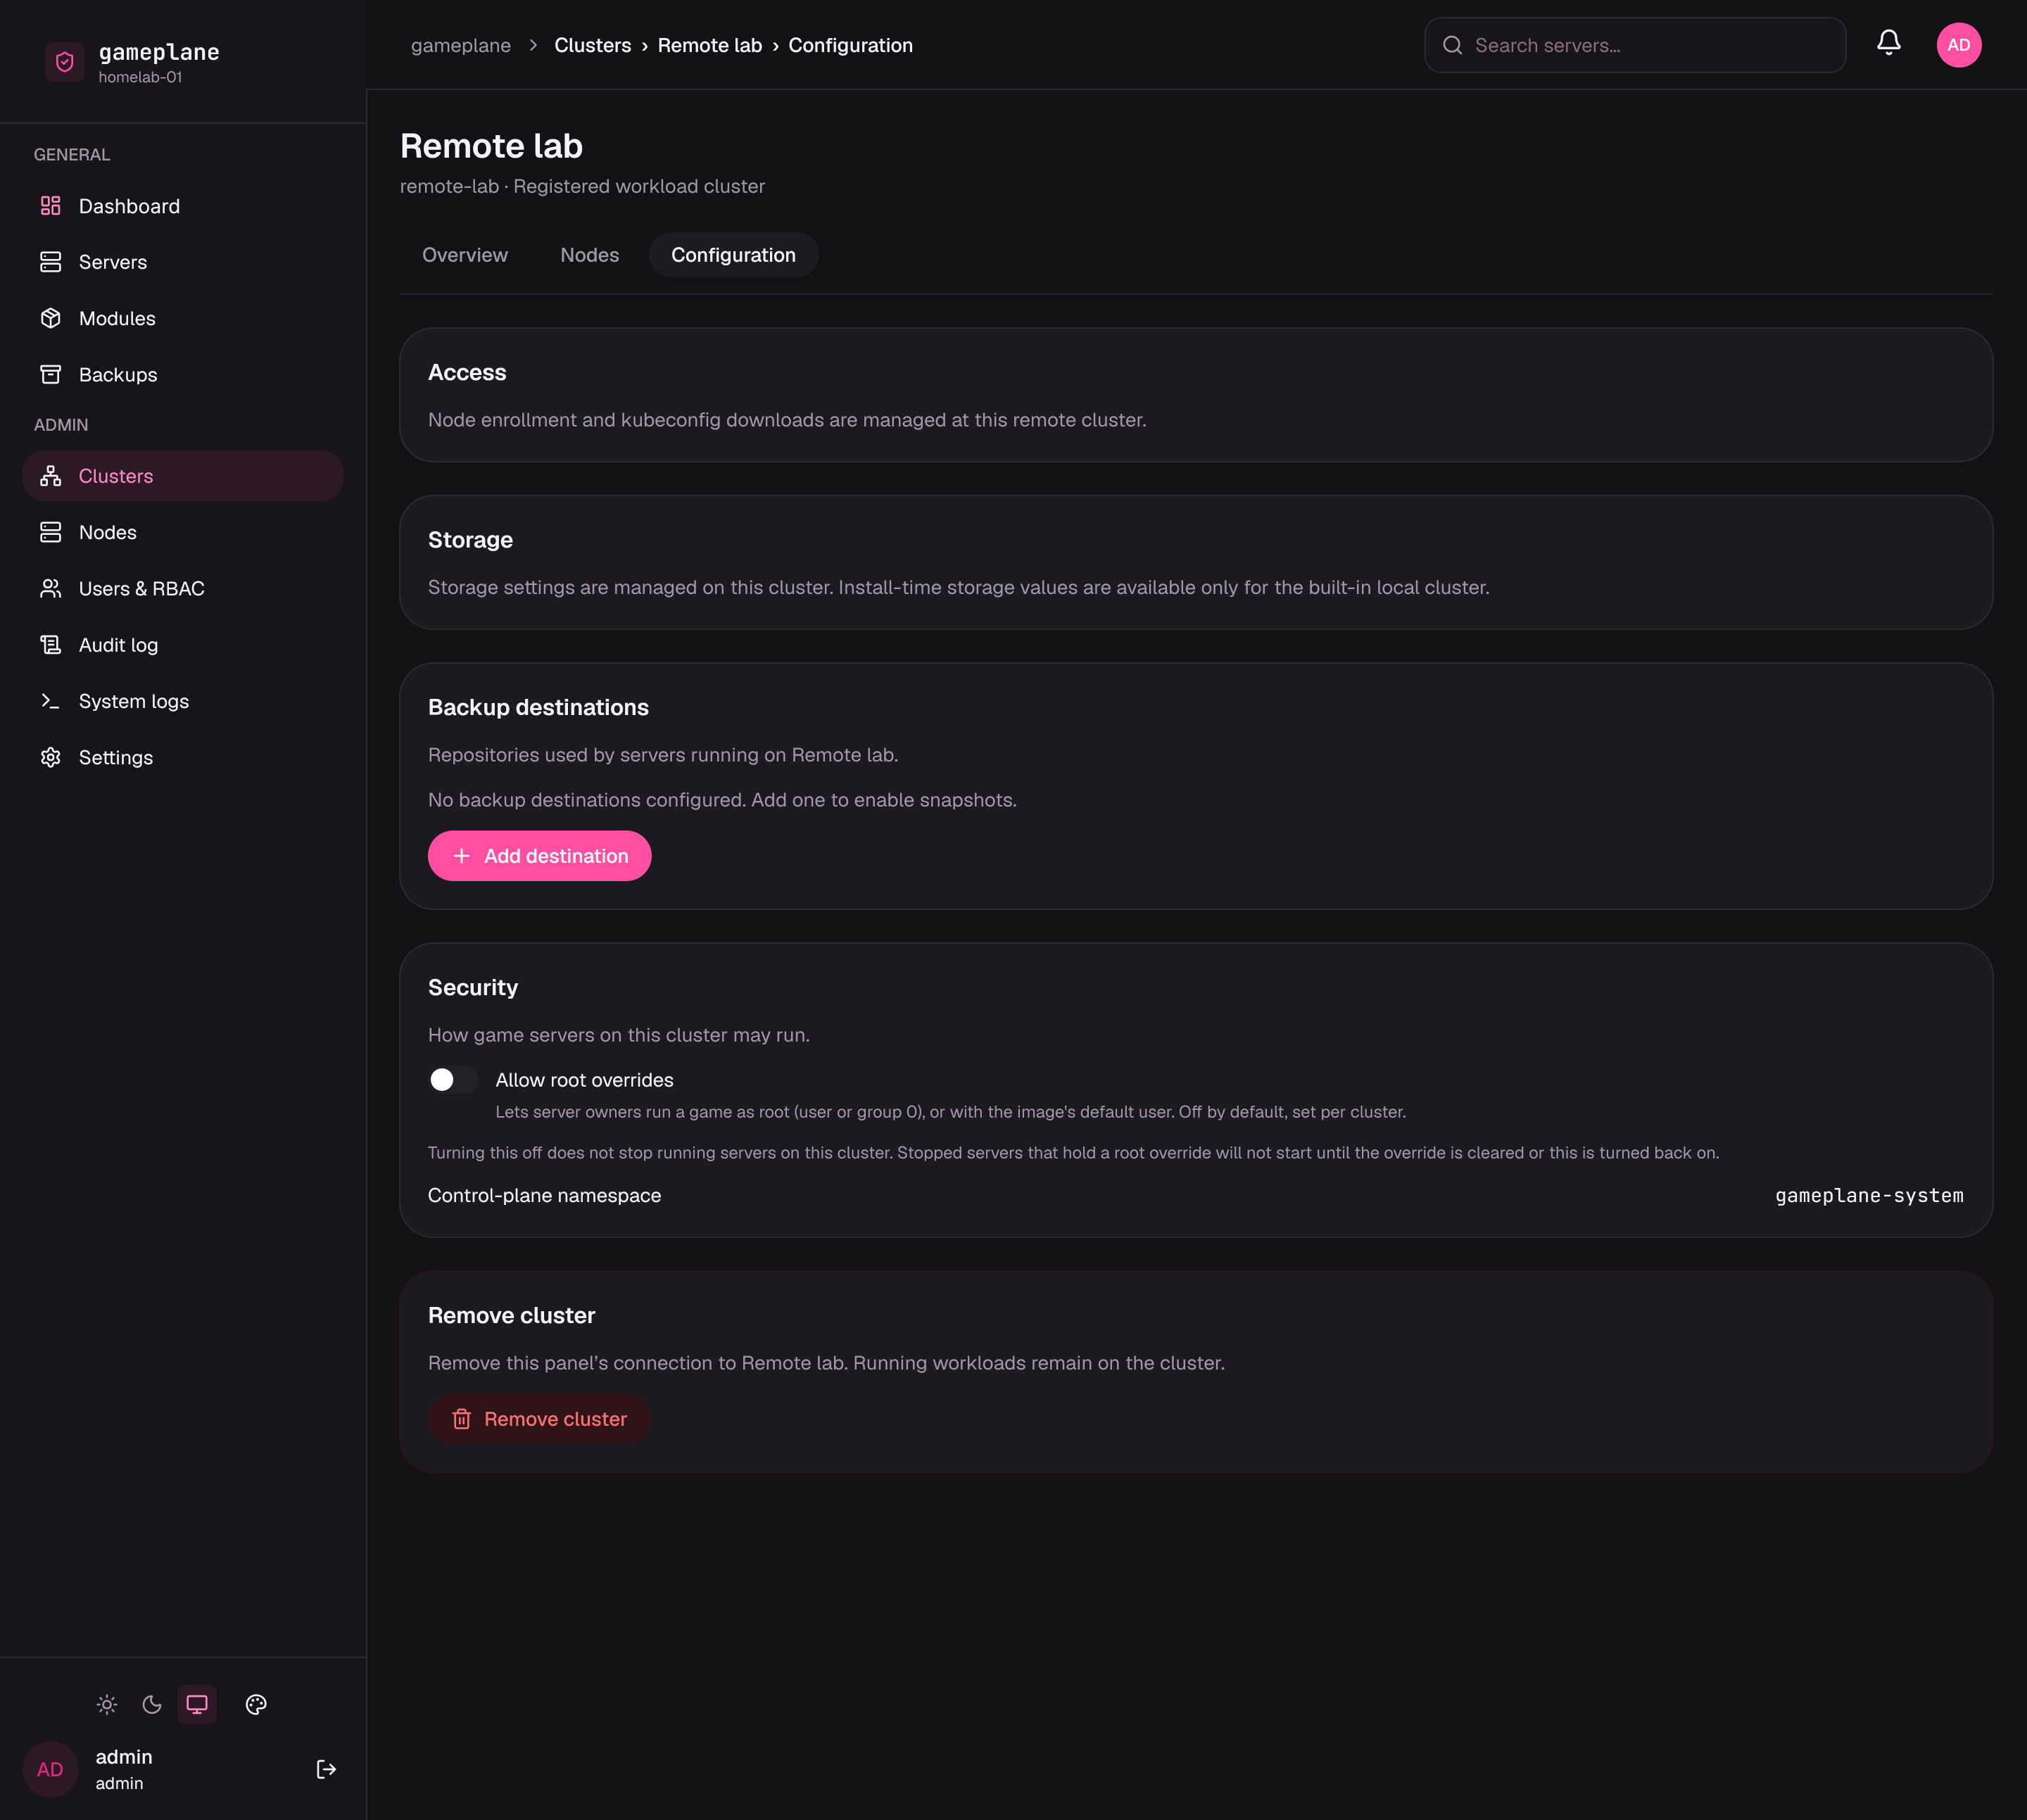 gameplane
homelab-01
GENERAL
Dashboard
Servers
Modules
Backups
ADMIN
Clusters
Nodes
Users & RBAC
Audit log
System logs
Settings
AD
admin
admin
gameplane > Clusters › Remote lab › Configuration
Search servers...
AD
Remote lab
remote-lab · Registered workload cluster
Overview Nodes Configuration
Access
Node enrollment and kubeconfig downloads are managed at this remote cluster.
Storage
Storage settings are managed on this cluster. Install-time storage values are available only for the built-in local cluster.
Backup destinations
Repositories used by servers running on Remote lab.
No backup destinations configured. Add one to enable snapshots.
Add destination
Security
How game servers on this cluster may run.
Allow root overrides
Lets server owners run a game as root (user or group 0), or with the image's default user. Off by default, set per cluster.
Turning this off does not stop running servers on this cluster. Stopped servers that hold a root override will not start until the override is cleared or this is turned back on.
Control-plane namespace gameplane-system
Remove cluster
Remove this panel’s connection to Remote lab. Running workloads remain on the cluster.
Remove cluster